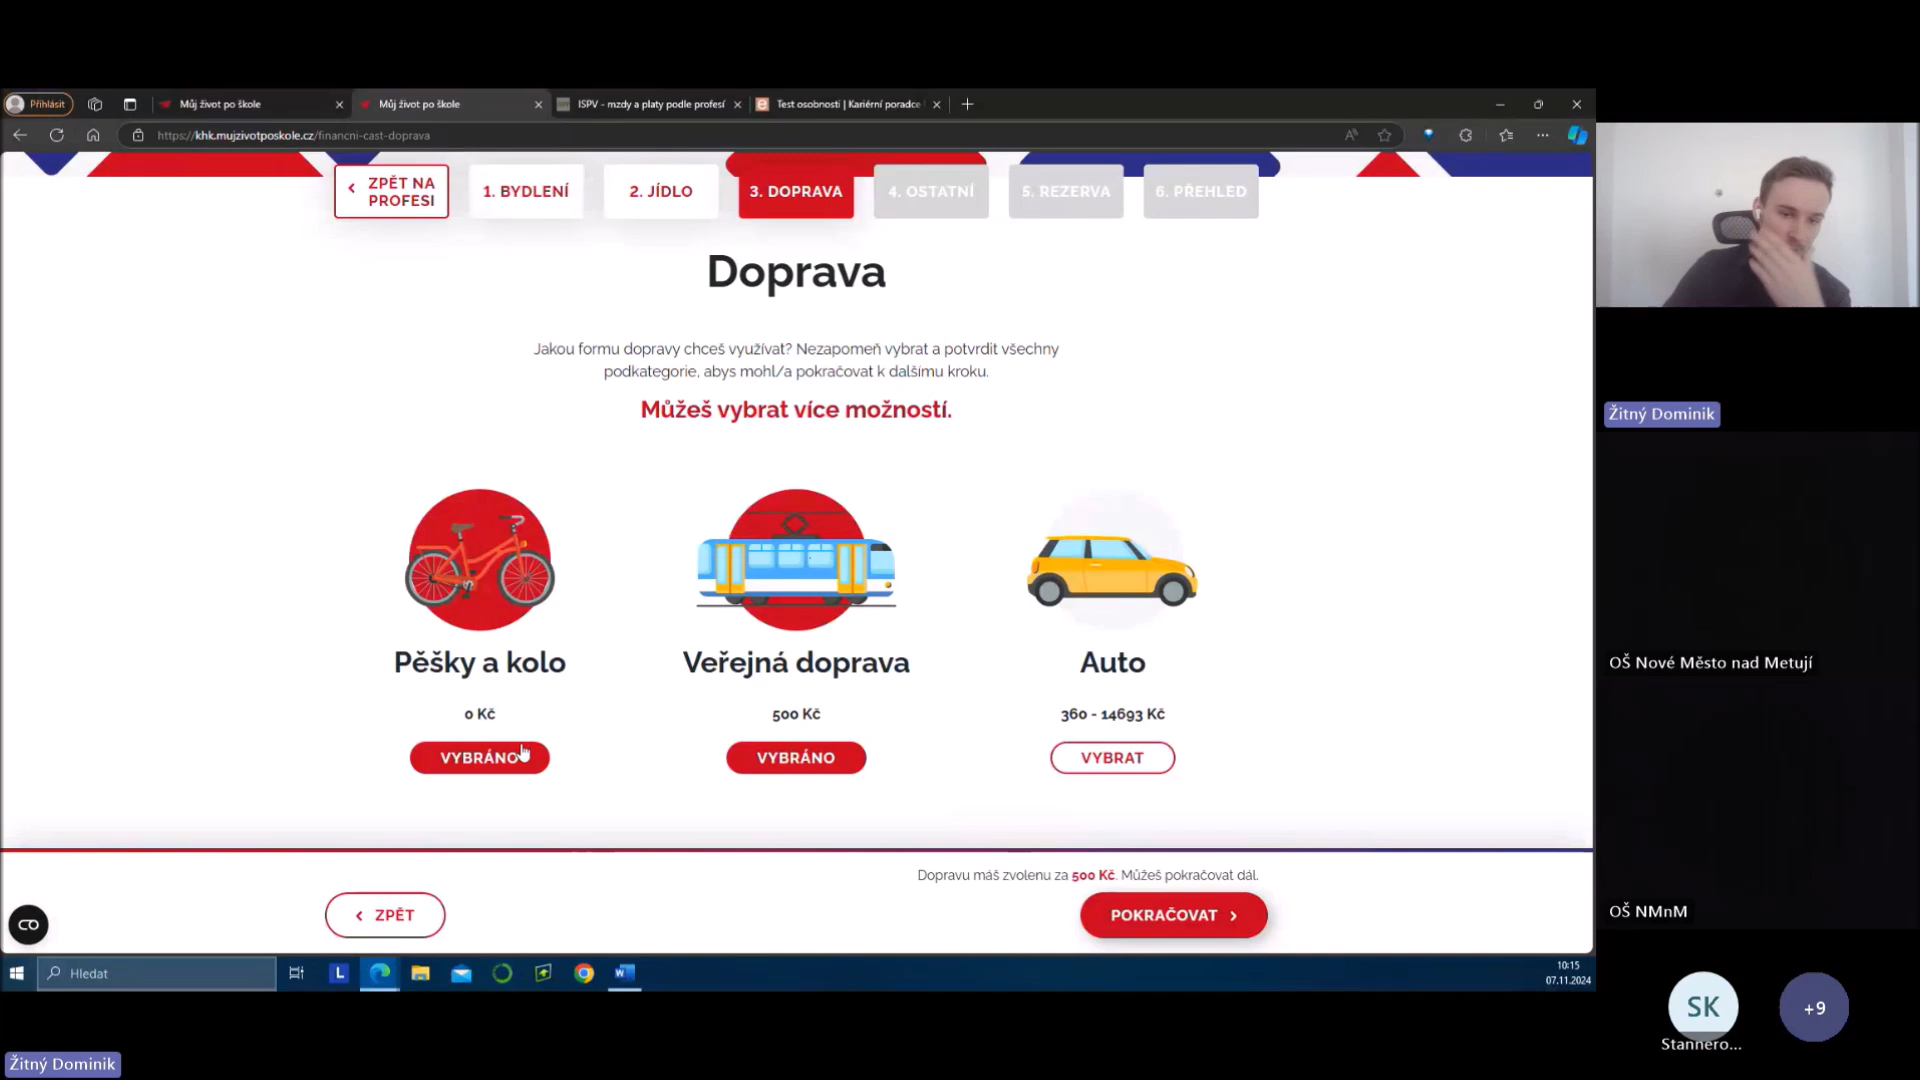 Přihlásit
Můj život po škole
Můj život po škole
ISPV - mzdy a platy podle profesí
Test osobnosti | Kariérní poradce
https://khk.mujzivotposkole.cz/financni-cast-doprava
ZPĚT NA
PROFESI
1. BYDLENÍ
2. JÍDLO
3. DOPRAVA
4. OSTATNÍ
5. REZERVA
6. PŘEHLED
Doprava
Jakou formu dopravy chceš využívat? Nezapomeň vybrat a potvrdit všechny
podkategorie, abys mohl/a pokračovat k dalšímu kroku.
Můžeš vybrat více možností.
Pěšky a kolo
Veřejná doprava
Auto
0 Kč
500 Kč
360 - 14693 Kč
VYBRÁNO
VYBRÁNO
VYBRAT
Dopravu máš zvolenu za 500 Kč. Můžeš pokračovat dál.
ZPĚT
POKRAČOVAT
Hledat
10:15
07.11.2024
Žitný Dominik
Žitný Dominik
OŠ Nové Město nad Metují
OŠ NMnM
SK
Stannero...
+9